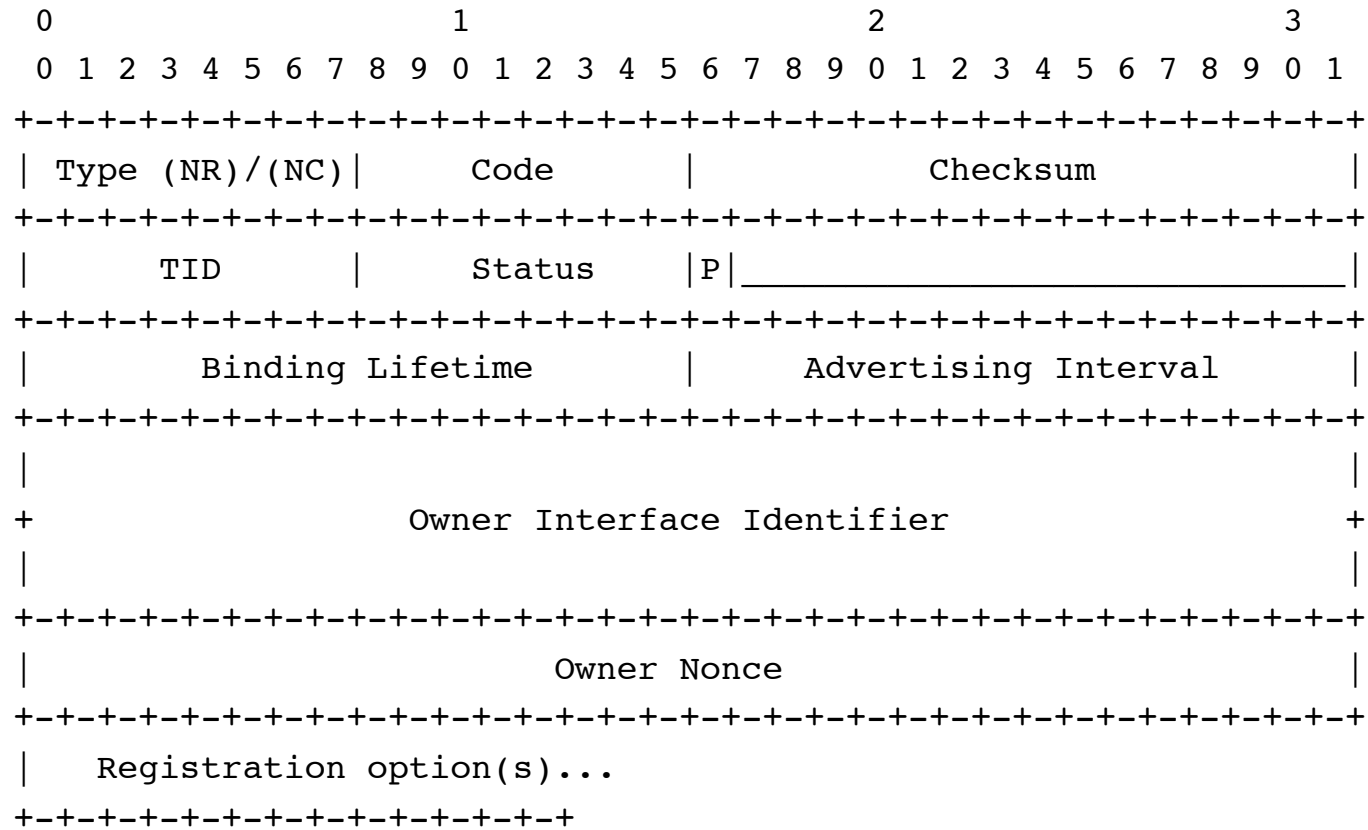 0                   1                   2                   3
 0 1 2 3 4 5 6 7 8 9 0 1 2 3 4 5 6 7 8 9 0 1 2 3 4 5 6 7 8 9 0 1
+-+-+-+-+-+-+-+-+-+-+-+-+-+-+-+-+-+-+-+-+-+-+-+-+-+-+-+-+-+-+-+-+
| Type (NR)/(NC)|     Code      |           Checksum            |
+-+-+-+-+-+-+-+-+-+-+-+-+-+-+-+-+-+-+-+-+-+-+-+-+-+-+-+-+-+-+-+-+
|      TID      |     Status    |P|_____________________________|
+-+-+-+-+-+-+-+-+-+-+-+-+-+-+-+-+-+-+-+-+-+-+-+-+-+-+-+-+-+-+-+-+
|        Binding Lifetime       |     Advertising Interval      |
+-+-+-+-+-+-+-+-+-+-+-+-+-+-+-+-+-+-+-+-+-+-+-+-+-+-+-+-+-+-+-+-+
|                                                               |
+                  Owner Interface Identifier                   +
|                                                               |
+-+-+-+-+-+-+-+-+-+-+-+-+-+-+-+-+-+-+-+-+-+-+-+-+-+-+-+-+-+-+-+-+
|                         Owner Nonce                           |
+-+-+-+-+-+-+-+-+-+-+-+-+-+-+-+-+-+-+-+-+-+-+-+-+-+-+-+-+-+-+-+-+
|   Registration option(s)...
+-+-+-+-+-+-+-+-+-+-+-+-+-+